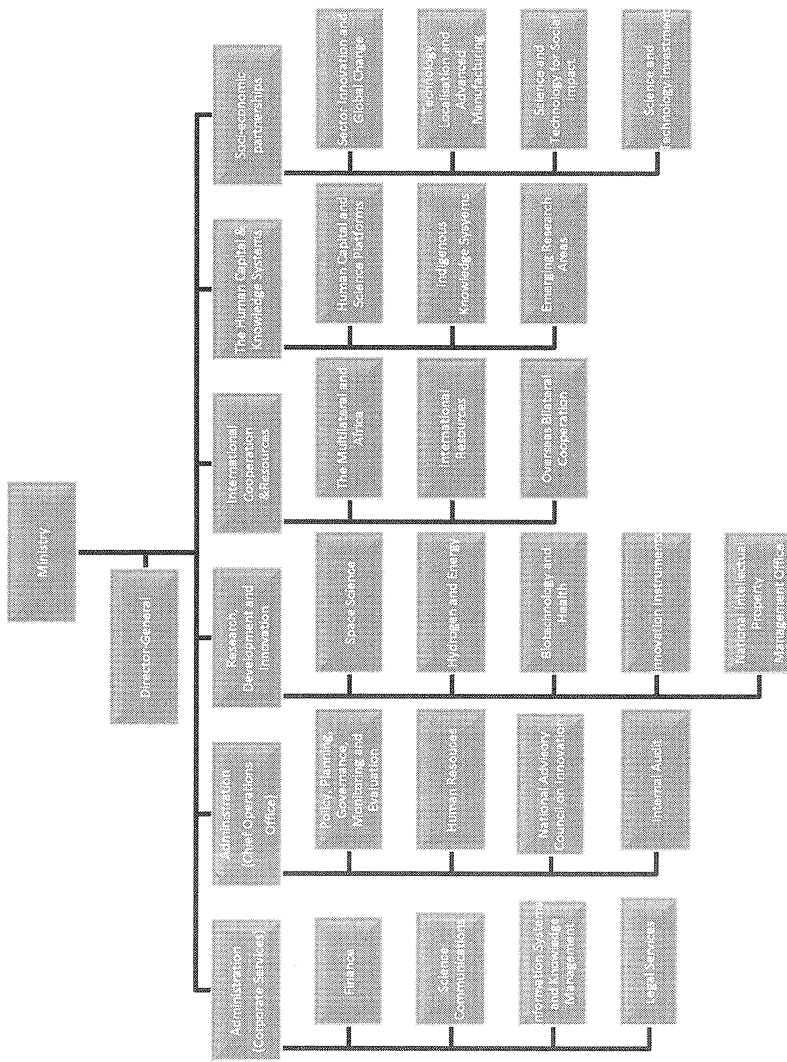 Ministry
Director-General
Administration
(Corporate Services)
Finance
Science
Communications
Information Systems
and Knowledge
Management
Legal Services
Administration
(Chief Operations
Office)
Policy, Planning,
Governance,
Monitoring and
Evaluation
Human Resources
National Advisory
Council on Innovation
Internal Audit
Research,
Development and
Innovation
Space Science
Hydrogen and Energy
Biotechnology and
Health
Innovation Instruments
National Intellectual
Property
Management Office
International
Cooperation
&Resources
The Multilateral and
Africa
International
Resources
Overseas Bilateral
Cooperation
The Human Capital &
Knowledge Systems
Human Capital and
Science Platforms
Indigenous
Knowledge Sysyems
Emerging Research
Areas
Soci-economic
partnerships
Sector Innovation and
Global Change
Technology
Localisation and
Advanced
Manufacturing
Science and
Technology for Social
Impact
Science and
Technology Investment